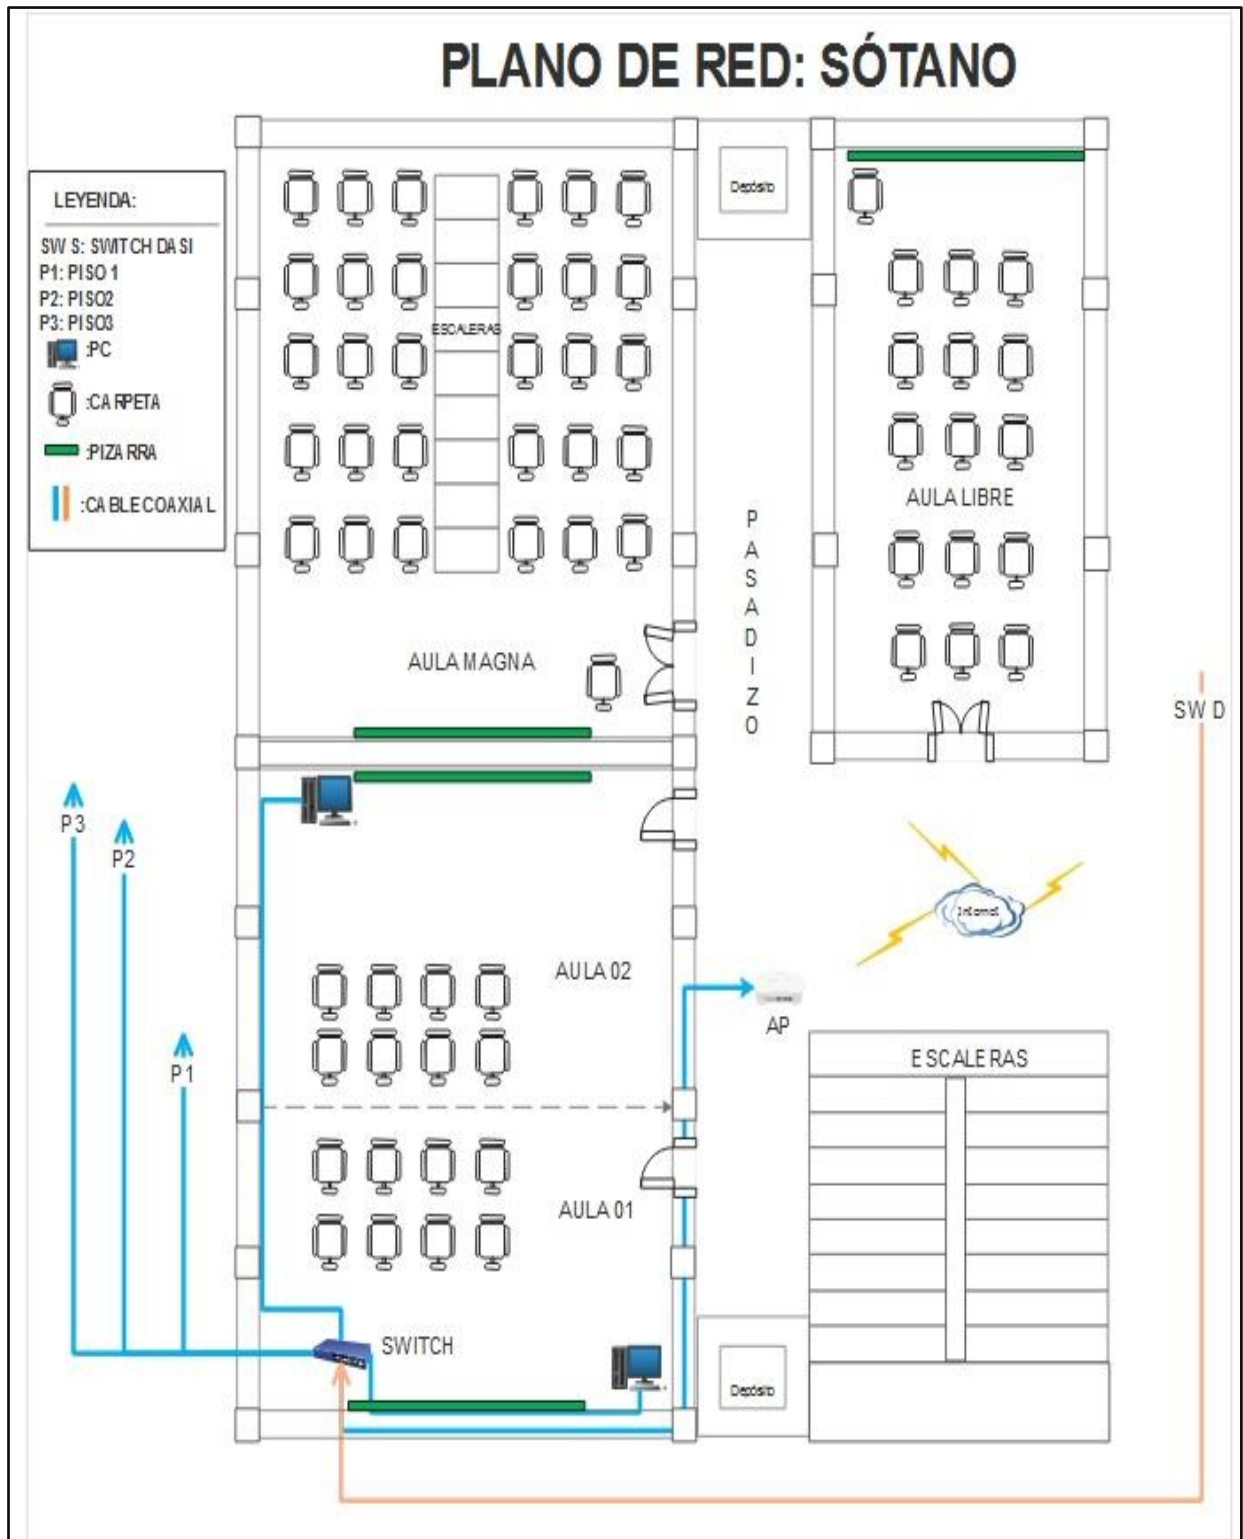 PLANO DE RED: SÓTANO
LEYENDA:
SW S: SWITCH DASI
P1: PISO 1
P2: PISO2
P3: PISO3
:PC
:CARPETA
:PIZARRA
:CABLE COAXIAL
Depósito
ESCALERAS
AULA LIBRE
PASADIZO
AULA MAGNA
SW D
P3
P2
Internet
AULA 02
AP
P1
ESCALERAS
AULA 01
SWITCH
Depósito